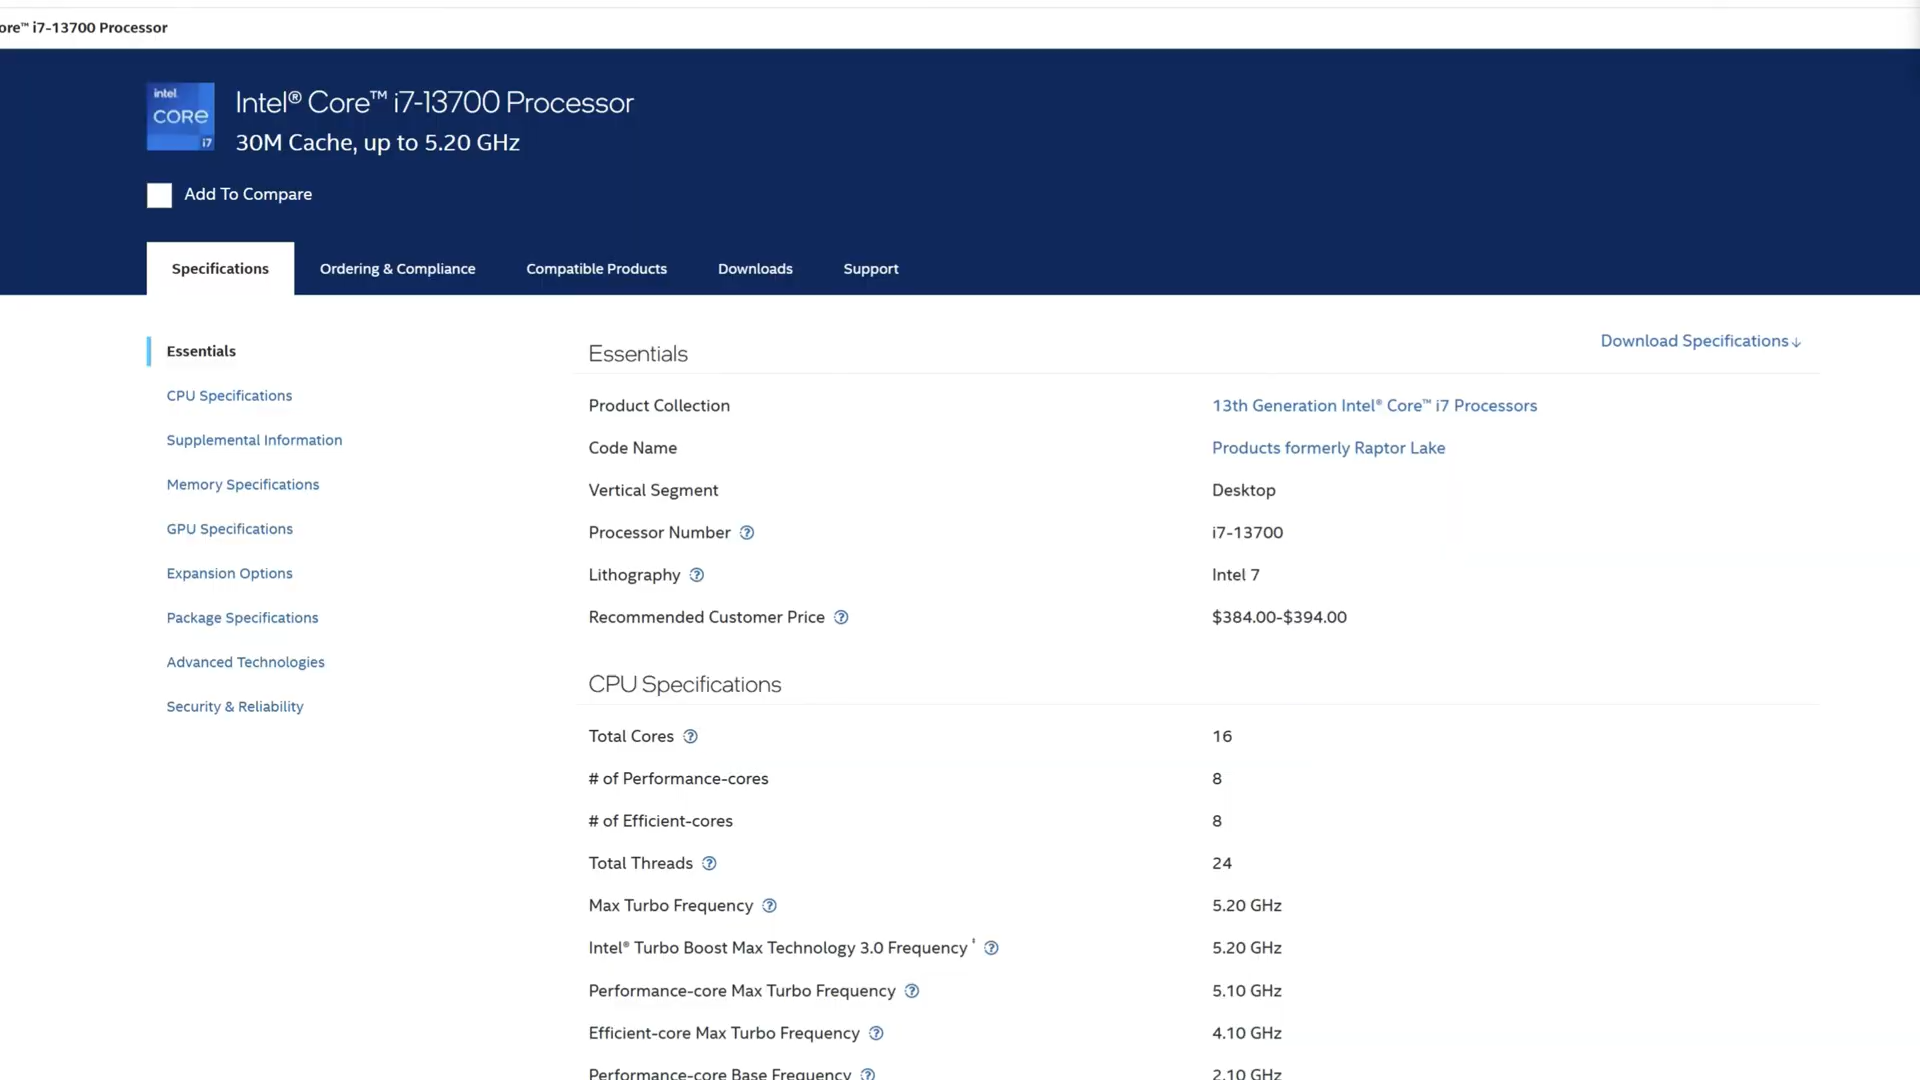 ore™ i7-13700 Processor
intel
CORE
i7
Intel® Core™ i7-13700 Processor
30M Cache, up to 5.20 GHz
Add To Compare
Specifications Ordering & Compliance Compatible Products Downloads Support
Essentials
CPU Specifications
Supplemental Information
Memory Specifications
GPU Specifications
Expansion Options
Package Specifications
Advanced Technologies
Security & Reliability
Essentials Download Specifications↓
Product Collection 13th Generation Intel® Core™ i7 Processors
Code Name Products formerly Raptor Lake
Vertical Segment Desktop
Processor Number ? i7-13700
Lithography ? Intel 7
Recommended Customer Price ? $384.00-$394.00
CPU Specifications
Total Cores ? 16
# of Performance-cores 8
# of Efficient-cores 8
Total Threads ? 24
Max Turbo Frequency ? 5.20 GHz
Intel® Turbo Boost Max Technology 3.0 Frequency ‡ ? 5.20 GHz
Performance-core Max Turbo Frequency ? 5.10 GHz
Efficient-core Max Turbo Frequency ? 4.10 GHz
Performance-core Base Frequency ? 2.10 GHz